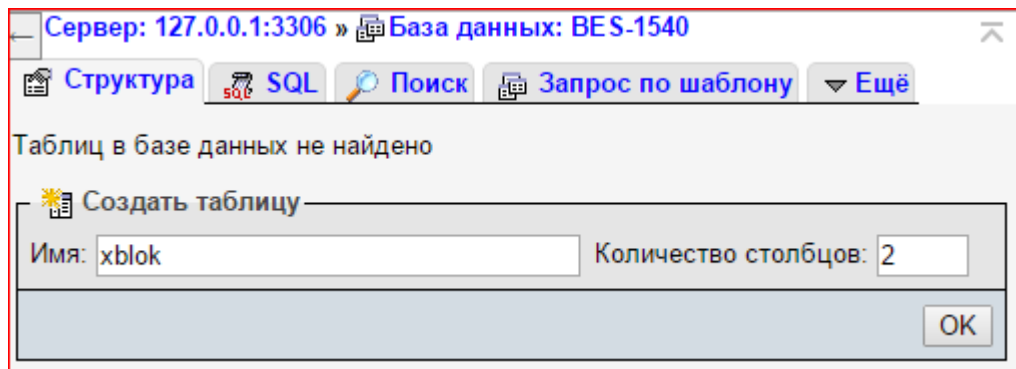 Сервер: 127.0.0.1:3306 » База данных: BES-1540
Структура SQL Поиск Запрос по шаблону Ещё
Таблиц в базе данных не найдено
Создать таблицу
Имя: xblok Количество столбцов: 2
OK